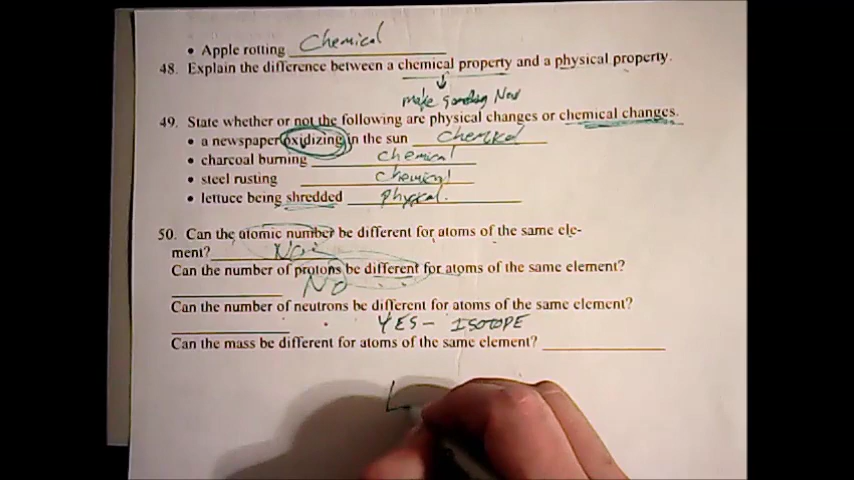 • Apple rotting Chemical
48. Explain the difference between a chemical property and a physical property.
make something New
49. State whether or not the following are physical changes or chemical changes.
• a newspaper oxidizing in the sun chemical
• charcoal burning chemical
• steel rusting chemical
• lettuce being shredded physical.
50. Can the atomic number be different for atoms of the same ele-
ment? No
Can the number of protons be different for atoms of the same element?
No
Can the number of neutrons be different for atoms of the same element?
YES - ISOTOPE
Can the mass be different for atoms of the same element?